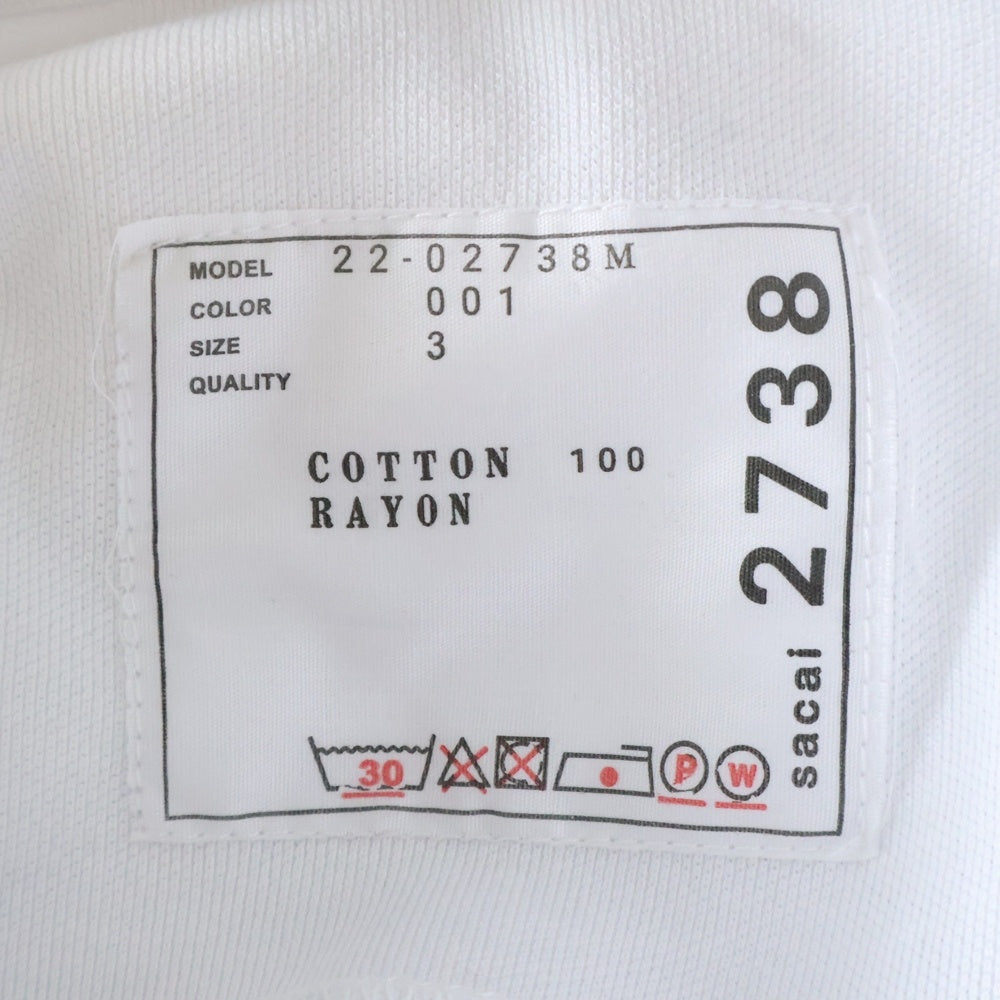 MODEL 22-02738M
COLOR 001
SIZE 3
QUALITY
COTTON 100
RAYON
30 P W
sacai 2738